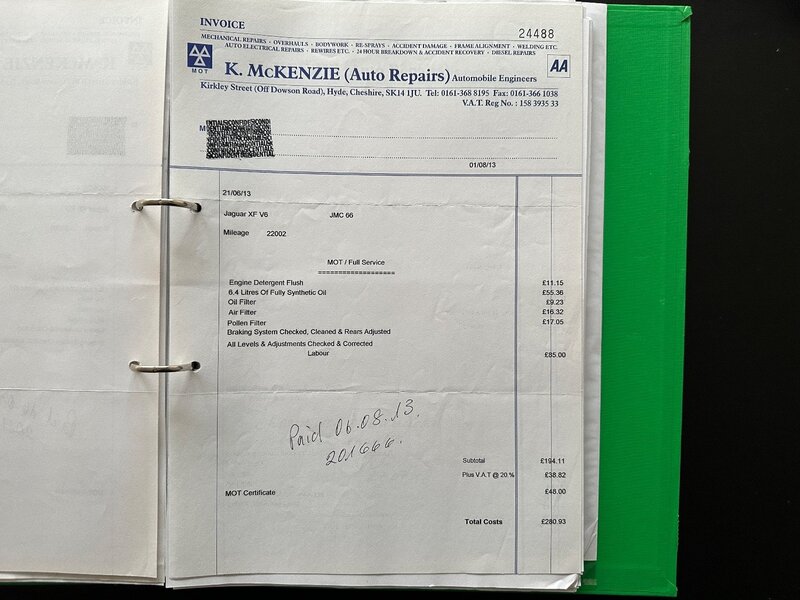 INVOICE
24488
MECHANICAL REPAIRS · OVERHAULS · BODYWORK · RE-SPRAYS · ACCIDENT DAMAGE · FRAME ALIGNMENT · WELDING ETC.
AUTO ELECTRICAL REPAIRS · REWIRES ETC. · 24 HOUR BREAKDOWN & ACCIDENT RECOVERY · DIESEL REPAIRS
MOT
K. McKENZIE (Auto Repairs) Automobile Engineers
AA
Kirkley Street (Off Dowson Road), Hyde, Cheshire, SK14 1JU. Tel: 0161-368 8195 Fax: 0161-366 1038
V.A.T. Reg No. : 158 3935 33
M
01/08/13
21/06/13
Jaguar XF V6 JMC 66
Mileage 22002
MOT / Full Service
===================
Engine Detergent Flush £11.15
6.4 Litres Of Fully Synthetic Oil £55.36
Oil Filter £9.23
Air Filter £16.32
Pollen Filter £17.05
Braking System Checked, Cleaned & Rears Adjusted
All Levels & Adjustments Checked & Corrected
Labour £85.00
Paid 06.08.13.
201666.
Subtotal £194.11
Plus V.A.T @ 20.% £38.82
MOT Certificate £48.00
Total Costs £280.93